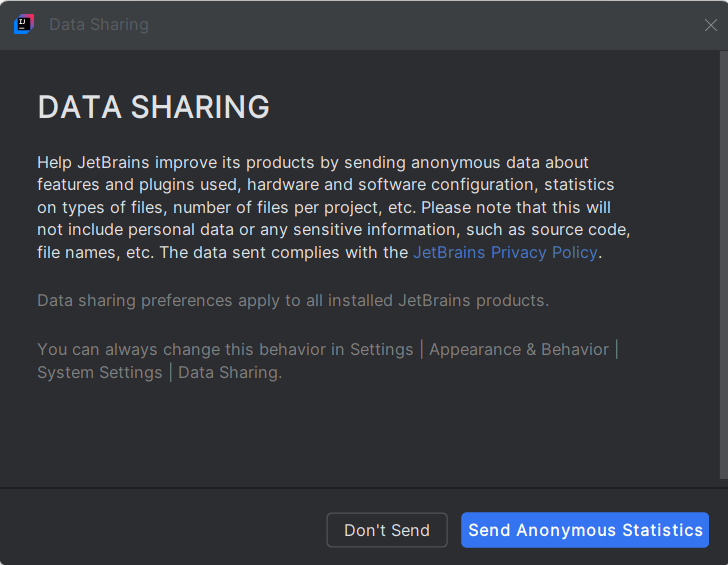 Data Sharing
DATA SHARING
Help JetBrains improve its products by sending anonymous data about
features and plugins used, hardware and software configuration, statistics
on types of files, number of files per project, etc. Please note that this will
not include personal data or any sensitive information, such as source code,
file names, etc. The data sent complies with the JetBrains Privacy Policy.
Data sharing preferences apply to all installed JetBrains products.
You can always change this behavior in Settings | Appearance & Behavior |
System Settings | Data Sharing.
Don't Send
Send Anonymous Statistics